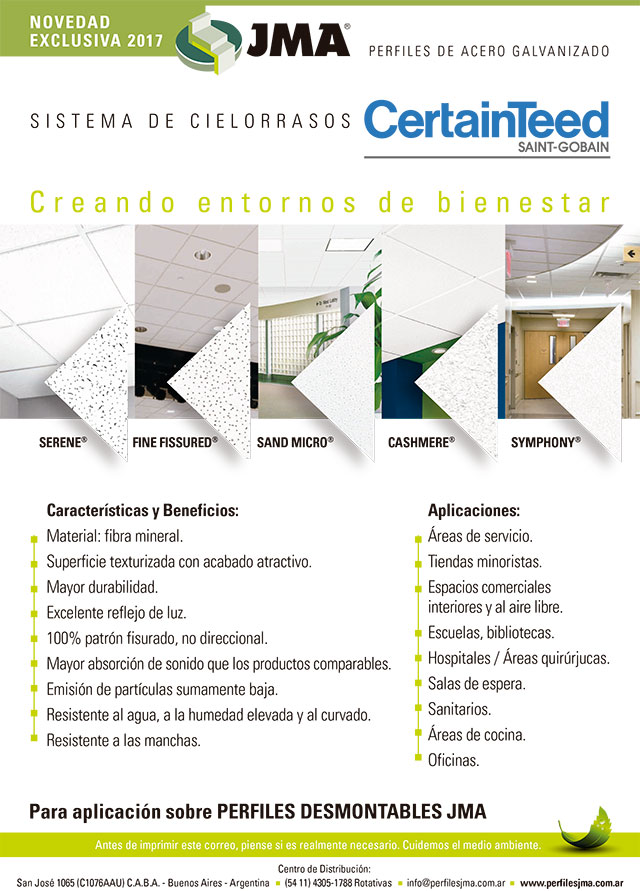 NOVEDAD
EXCLUSIVA 2017
JMA®
PERFILES DE ACERO GALVANIZADO
SISTEMA DE CIELORRASOS
CertainTeed
SAINT-GOBAIN
Creando entornos de bienestar
SERENE®
FINE FISSURED®
SAND MICRO®
CASHMERE®
SYMPHONY®
Características y Beneficios:
Material: fibra mineral.
Superficie texturizada con acabado atractivo.
Mayor durabilidad.
Excelente reflejo de luz.
100% patrón fisurado, no direccional.
Mayor absorción de sonido que los productos comparables.
Emisión de partículas sumamente baja.
Resistente al agua, a la humedad elevada y al curvado.
Resistente a las manchas.
Aplicaciones:
Áreas de servicio.
Tiendas minoristas.
Espacios comerciales
interiores y al aire libre.
Escuelas, bibliotecas.
Hospitales / Áreas quirúrjucas.
Salas de espera.
Sanitarios.
Áreas de cocina.
Oficinas.
Para aplicación sobre PERFILES DESMONTABLES JMA
Antes de imprimir este correo, piense si es realmente necesario. Cuidemos el medio ambiente.
Centro de Distribución:
San José 1065 (C1076AAU) C.A.B.A. - Buenos Aires - Argentina ■ (54 11) 4305-1788 Rotativas ■ info@perfilesjma.com.ar ■ www.perfilesjma.com.ar